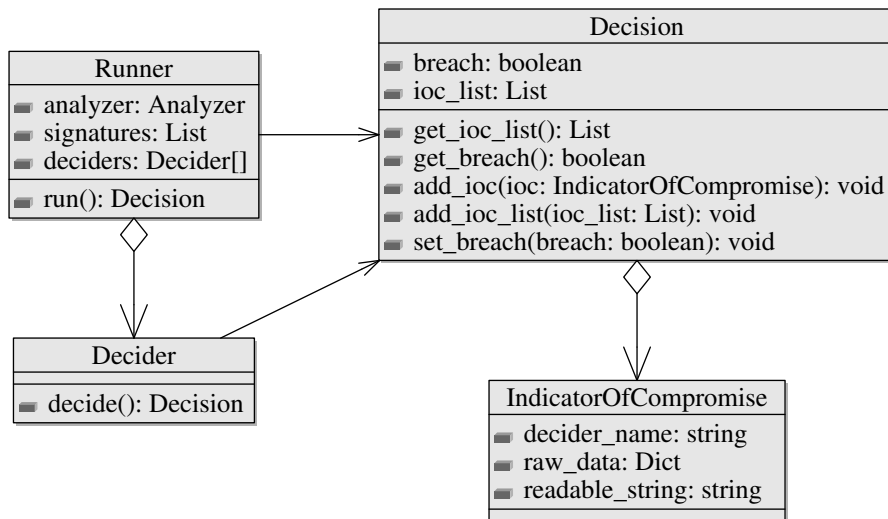 Runner
analyzer: Analyzer
signatures: List
deciders: Decider[]
run(): Decision
Decision
breach: boolean
ioc_list: List
get_ioc_list(): List
get_breach(): boolean
add_ioc(ioc: IndicatorOfCompromise): void
add_ioc_list(ioc_list: List): void
set_breach(breach: boolean): void
Decider
decide(): Decision
IndicatorOfCompromise
decider_name: string
raw_data: Dict
readable_string: string